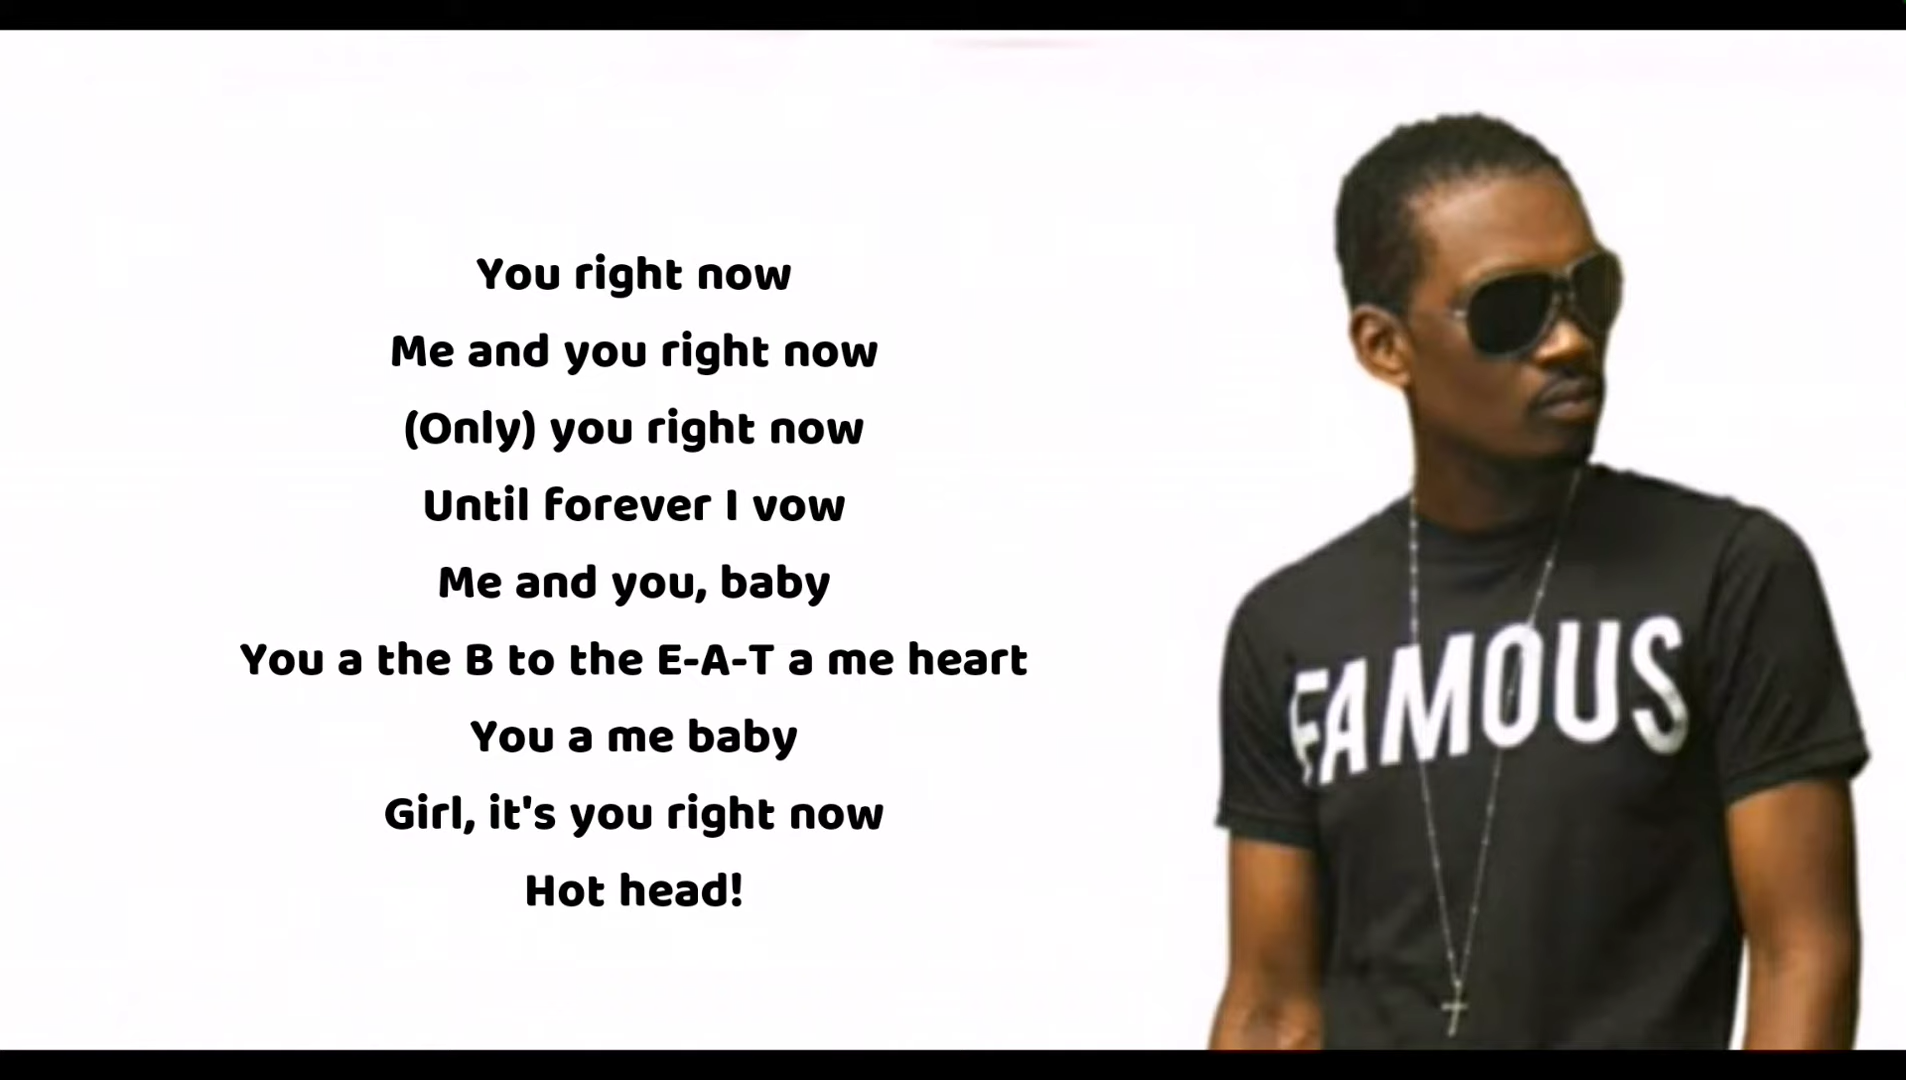 You right now
Me and you right now
(Only) you right now
Until forever I vow
Me and you, baby
You a the B to the E-A-T a me heart
You a me baby
Girl, it's you right now
Hot head!
FAMOUS